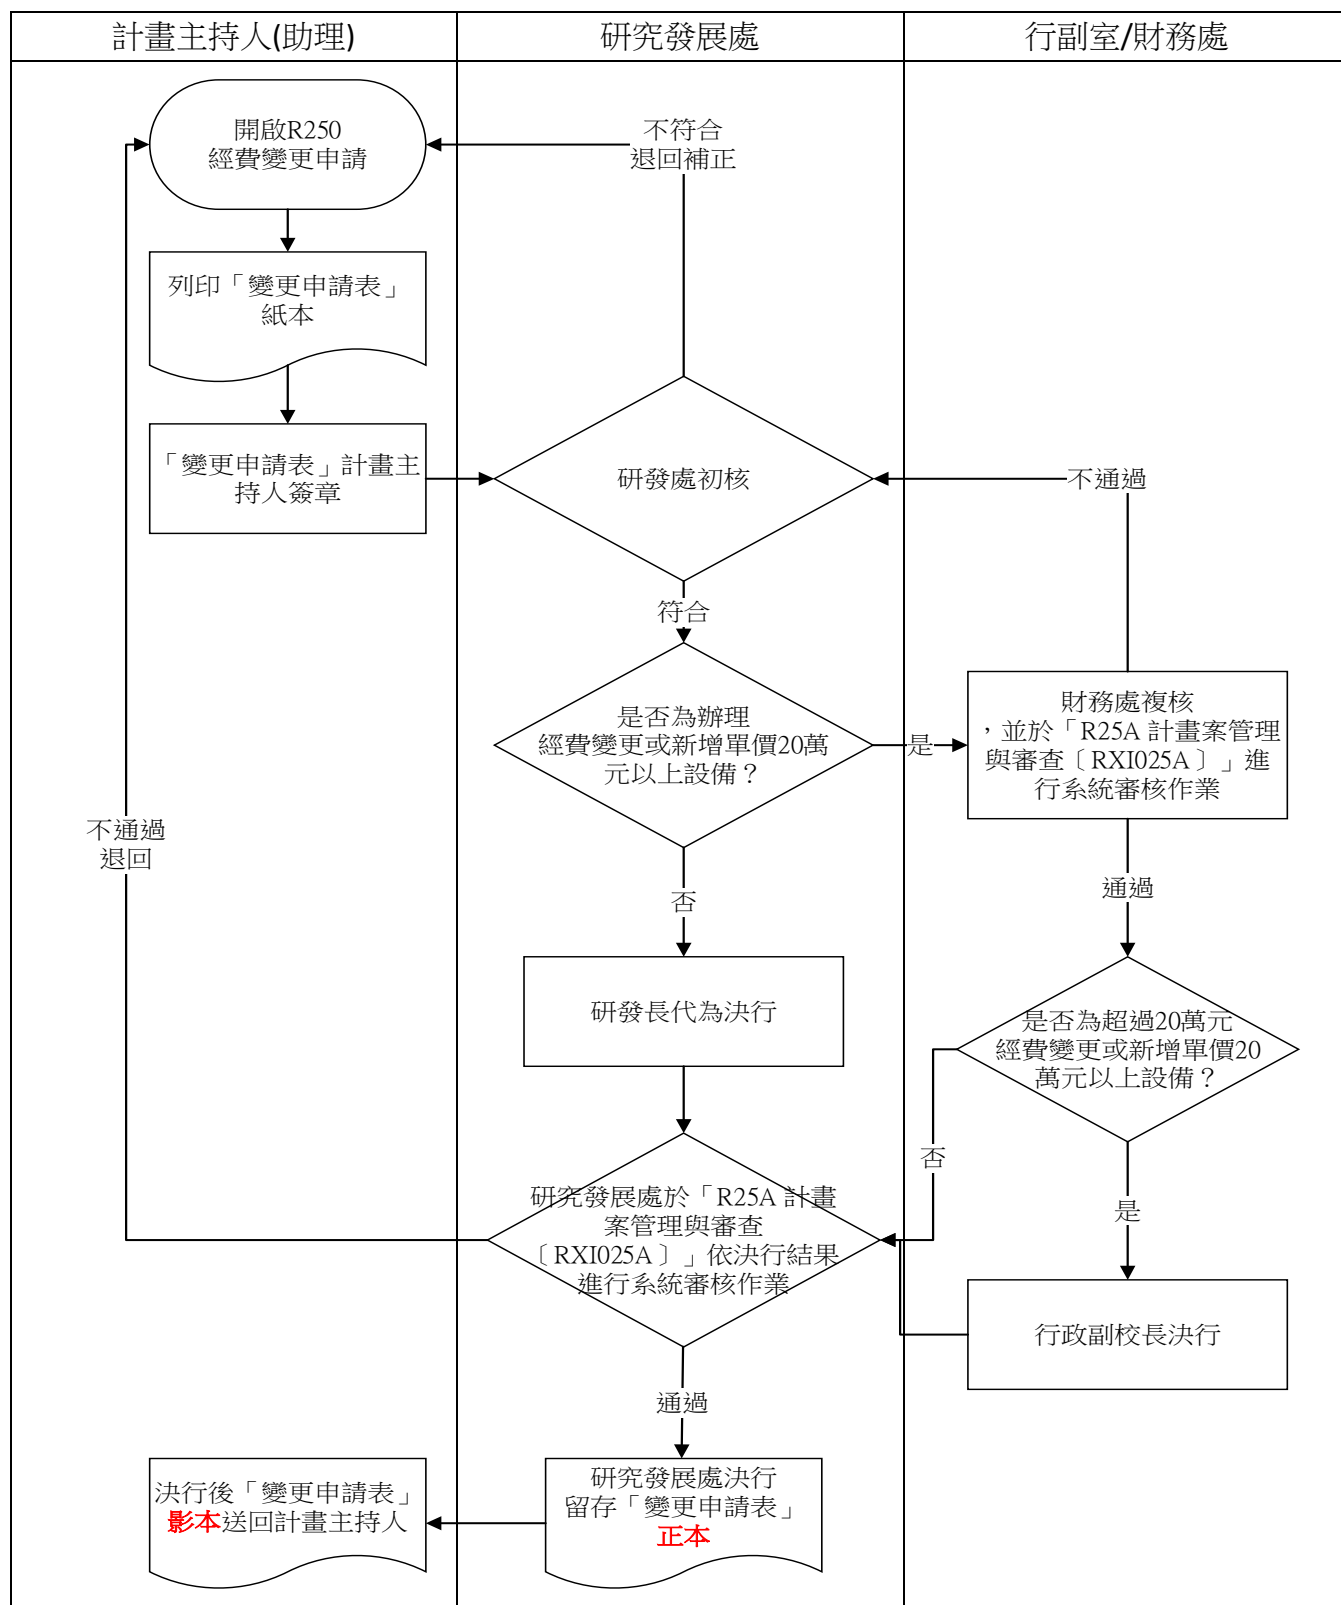 計畫主持人(助理)
研究發展處
行副室/財務處
開啟R250
經費變更申請
不符合
退回補正
列印「變更申請表」
紙本
「變更申請表」計畫主
持人簽章
研發處初核
不通過
符合
是否為辦理
經費變更或新增單價20萬
元以上設備？
是
財務處複核
，並於「R25A 計畫案管理
與審查〔RXI025A〕」進
行系統審核作業
不通過
退回
否
通過
研發長代為決行
是否為超過20萬元
經費變更或新增單價20
萬元以上設備？
否
是
研究發展處於「R25A 計畫
案管理與審查
〔RXI025A〕」依決行結果
進行系統審核作業
行政副校長決行
通過
決行後「變更申請表」
影本送回計畫主持人
研究發展處決行
留存「變更申請表」
正本